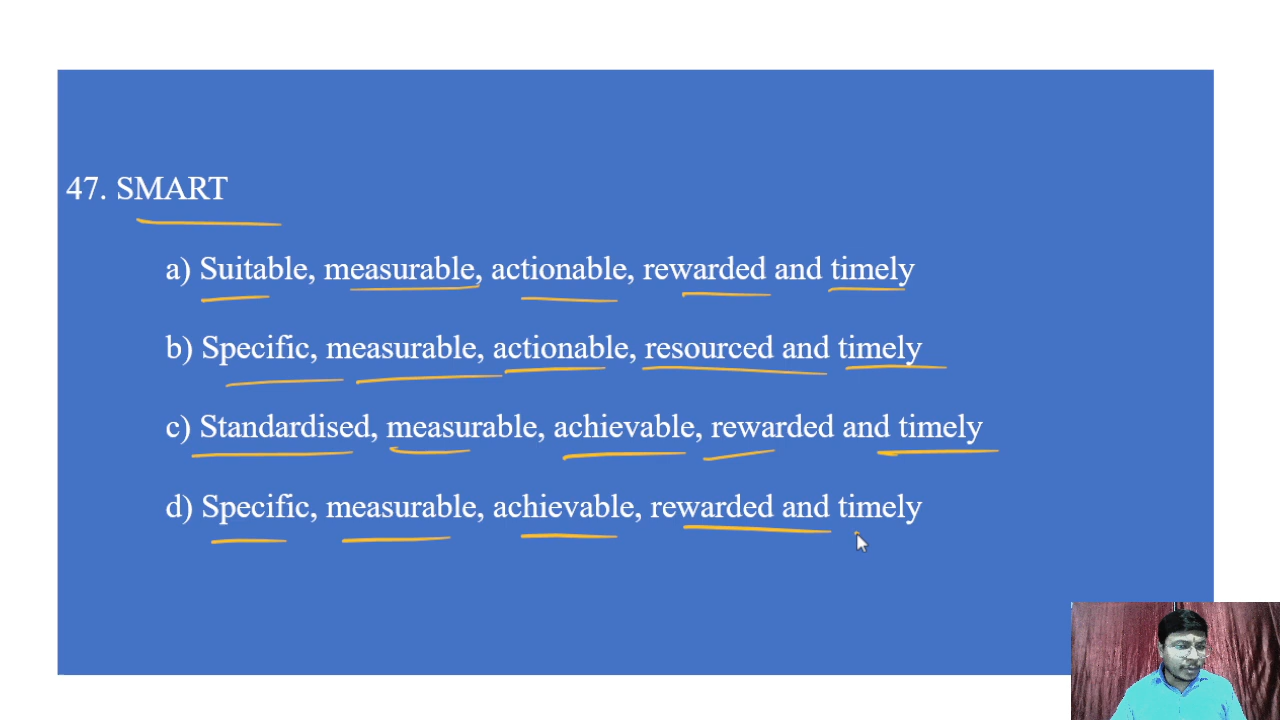 47. SMART
a) Suitable, measurable, actionable, rewarded and timely
b) Specific, measurable, actionable, resourced and timely
c) Standardised, measurable, achievable, rewarded and timely
d) Specific, measurable, achievable, rewarded and timely